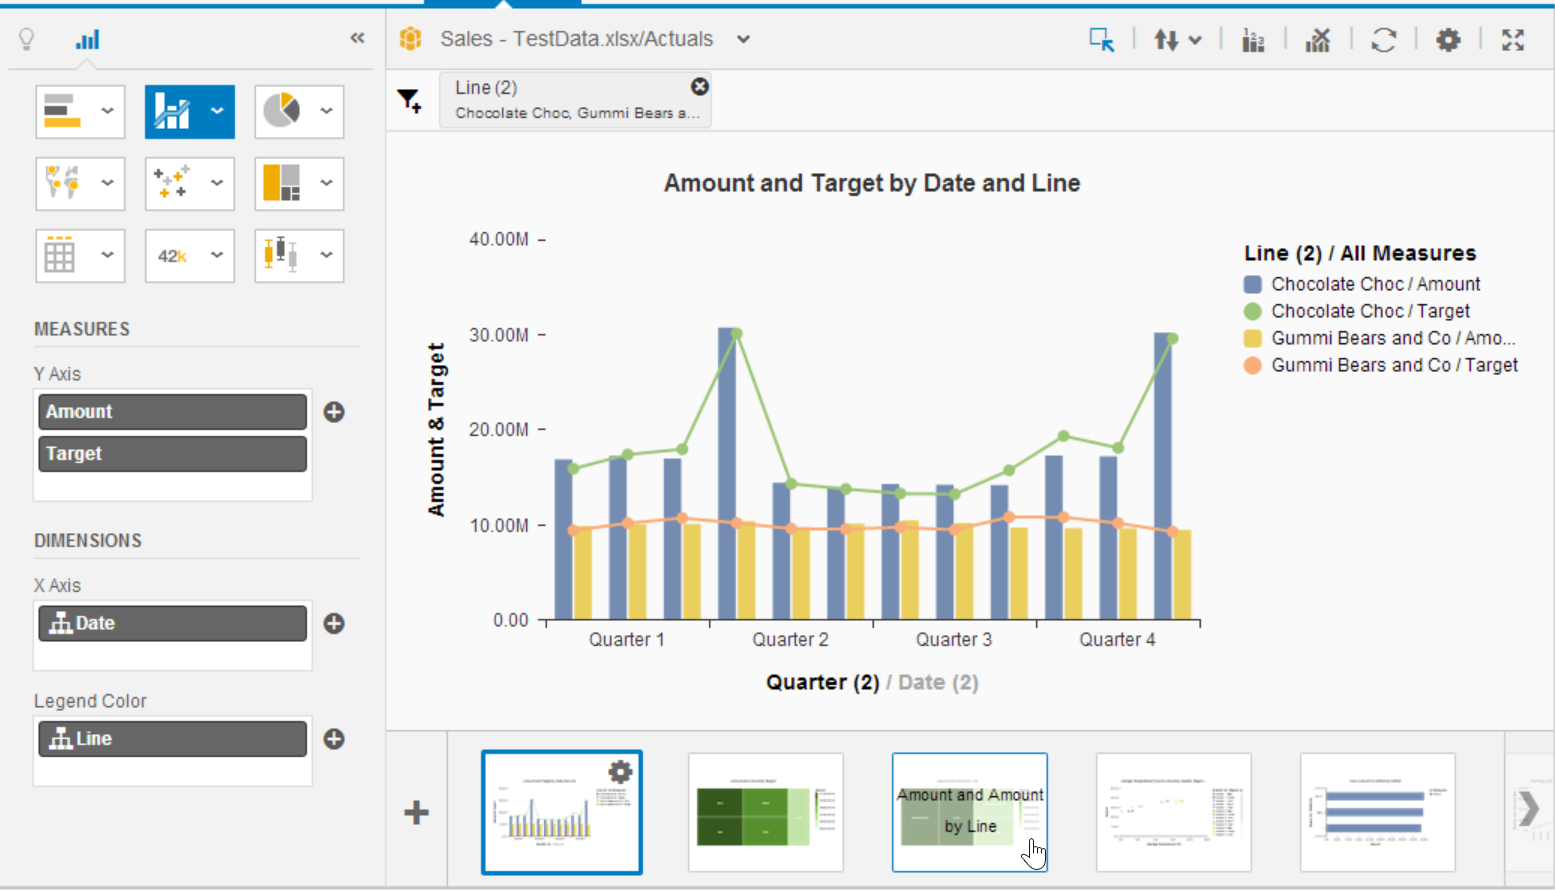 Sales - TestData.xlsx/Actuals
123
Line (2)
Chocolate Choc, Gummi Bears a...
42k
MEASURES
Y Axis
Amount
Target
DIMENSIONS
X Axis
Date
Legend Color
Line
Amount and Target by Date and Line
Amount & Target
40.00M
30.00M
20.00M
10.00M
0.00
Quarter 1
Quarter 2
Quarter 3
Quarter 4
Quarter (2) / Date (2)
Line (2) / All Measures
Chocolate Choc / Amount
Chocolate Choc / Target
Gummi Bears and Co / Amo...
Gummi Bears and Co / Target
Amount and Amount
by Line